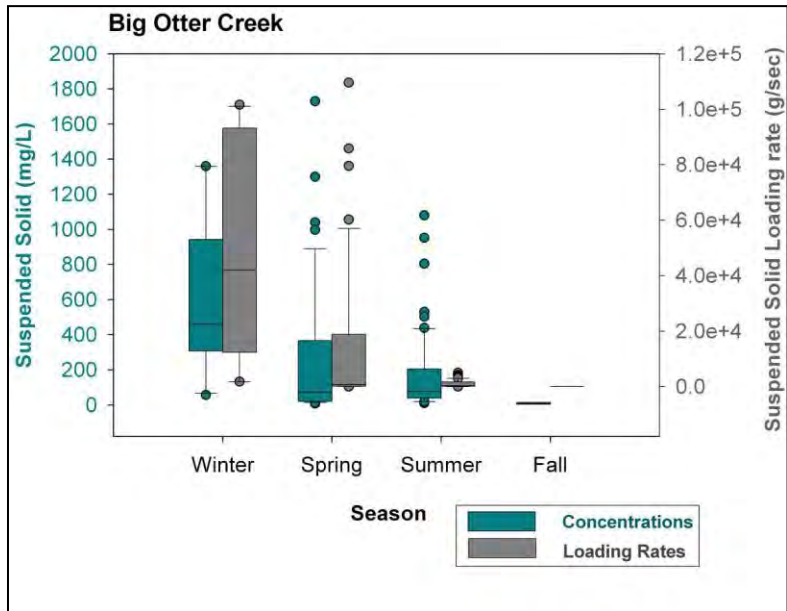 Big Otter Creek
Suspended Solid (mg/L)
2000
1800
1600
1400
1200
1000
800
600
400
200
0
1.2e+5
1.0e+5
8.0e+4
6.0e+4
4.0e+4
2.0e+4
0.0
Suspended Solid Loading rate (g/sec)
Winter Spring Summer Fall
Season
Concentrations
Loading Rates